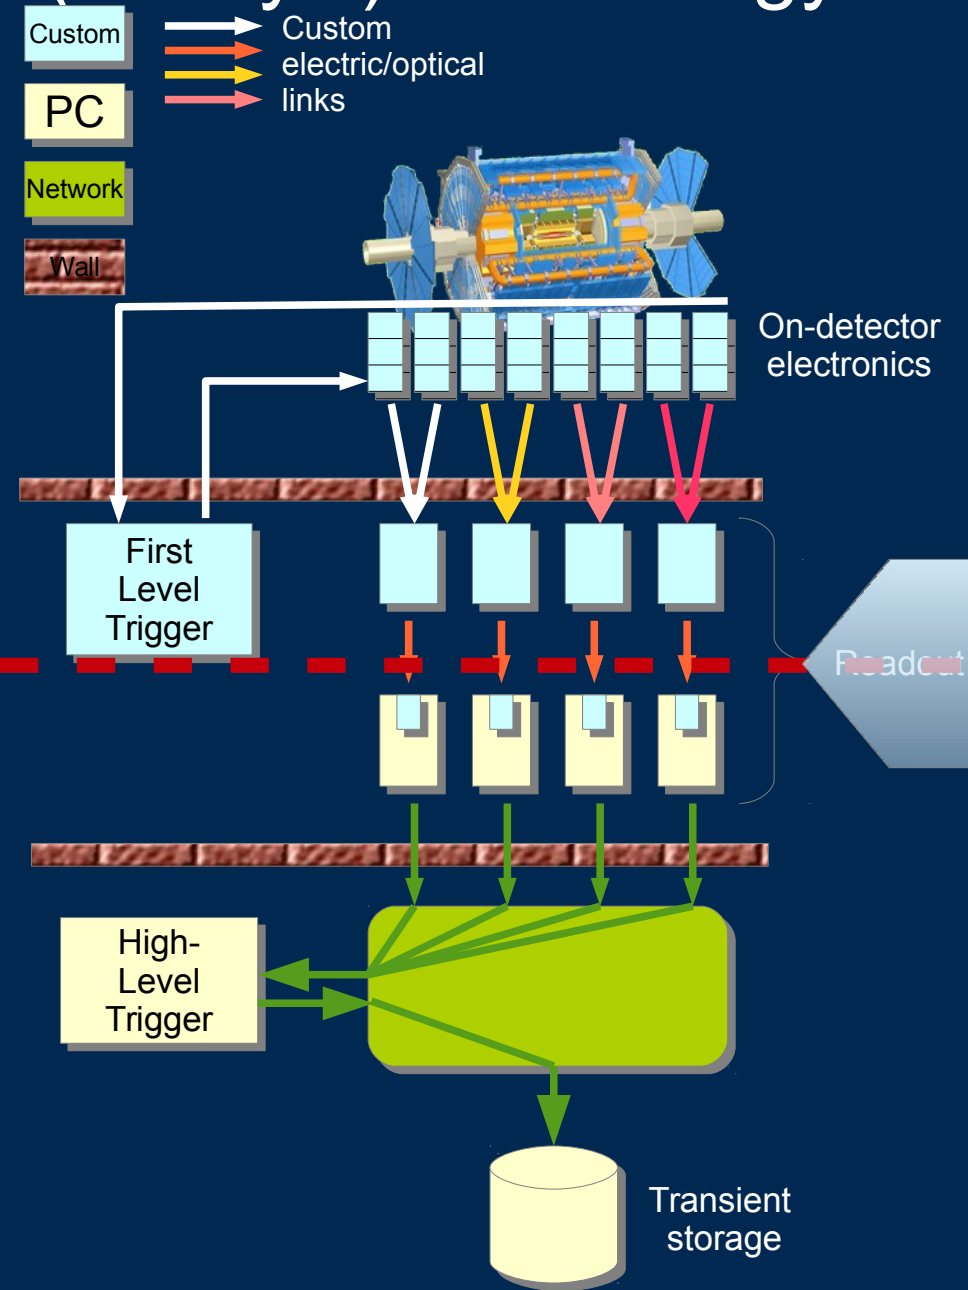 Custom
Custom
electric/optical
links
PC
Network
Wall
On-detector
electronics
First
Level
Trigger
Readout
High-
Level
Trigger
Transient
storage